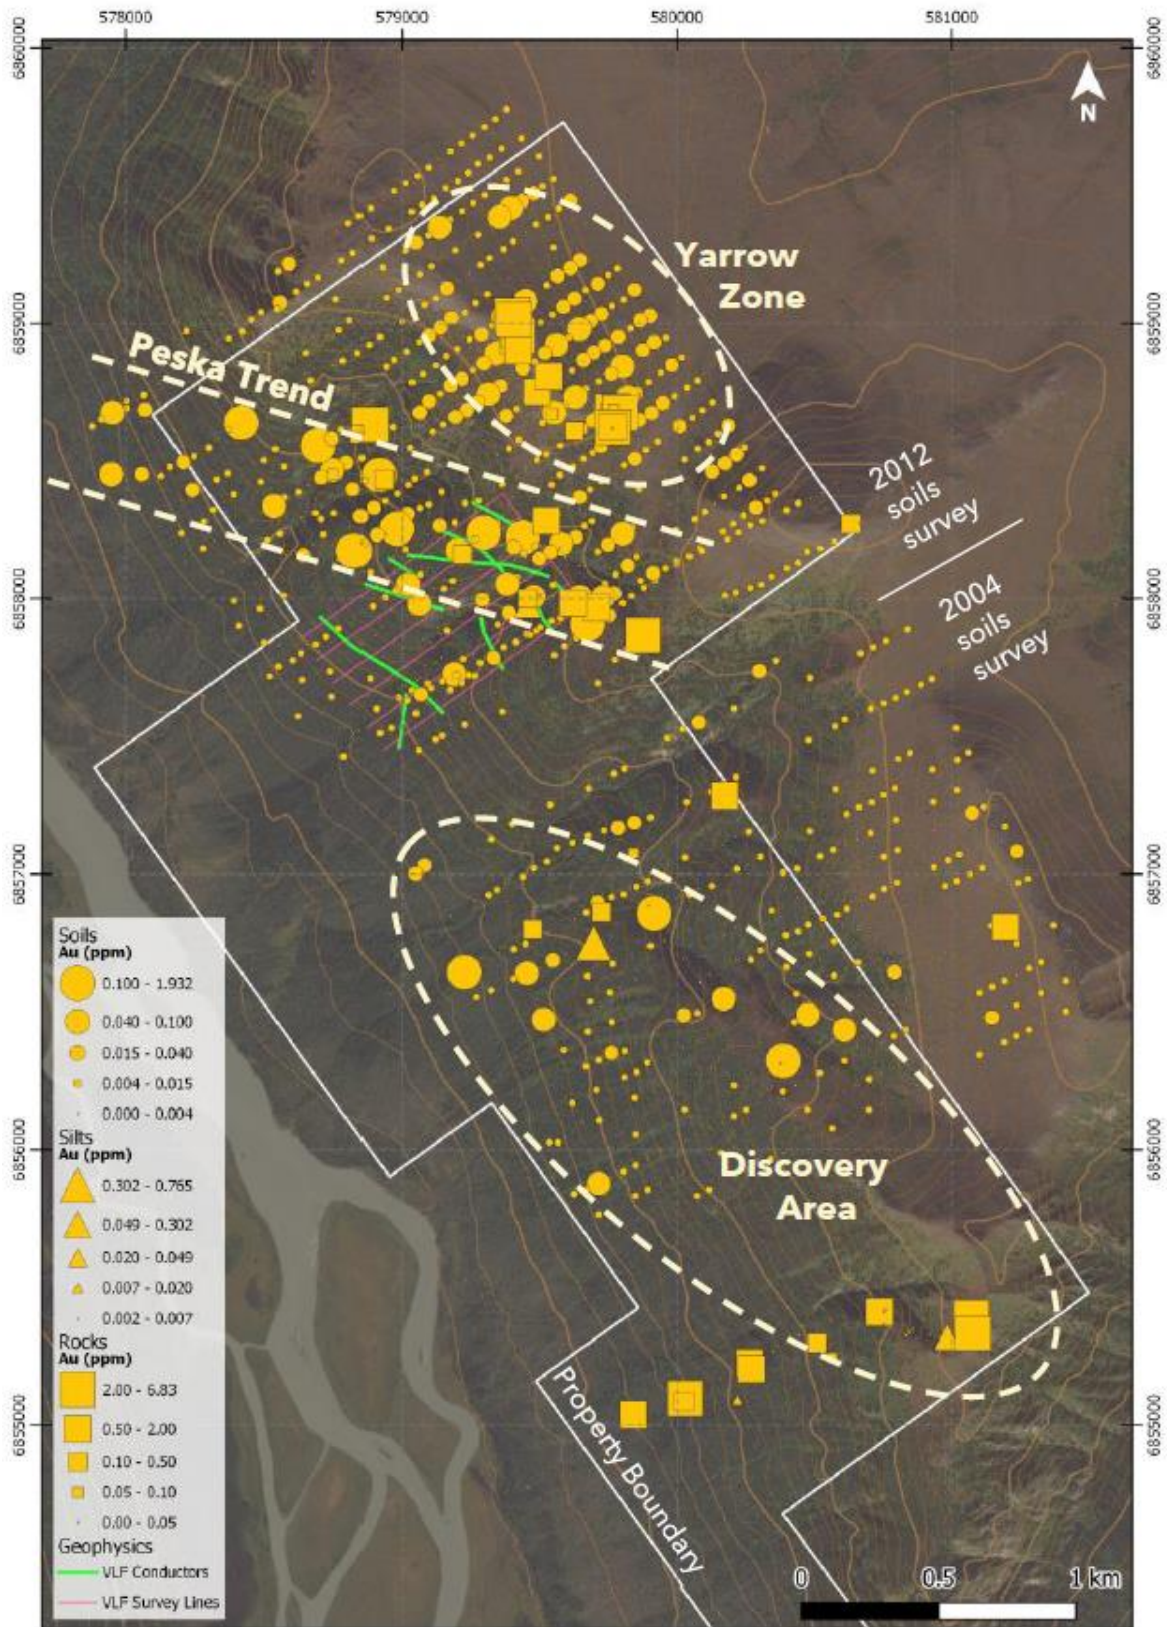 578000
579000
580000
581000
6860000
6860000
N
Yarrow
Zone
6859000
6859000
Peska Trend
2012
soils
survey
2004
soils
survey
6858000
6858000
6857000
6857000
Soils
Au (ppm)
0.100 - 1.932
0.040 - 0.100
0.015 - 0.040
0.004 - 0.015
0.000 - 0.004
Silts
Au (ppm)
0.302 - 0.765
0.049 - 0.302
0.020 - 0.049
0.007 - 0.020
0.002 - 0.007
Rocks
Au (ppm)
2.00 - 6.83
0.50 - 2.00
0.10 - 0.50
0.05 - 0.10
0.00 - 0.05
Geophysics
VLF Conductors
VLF Survey Lines
6856000
Discovery
Area
6855000
6855000
Property Boundary
0 0.5 1 km